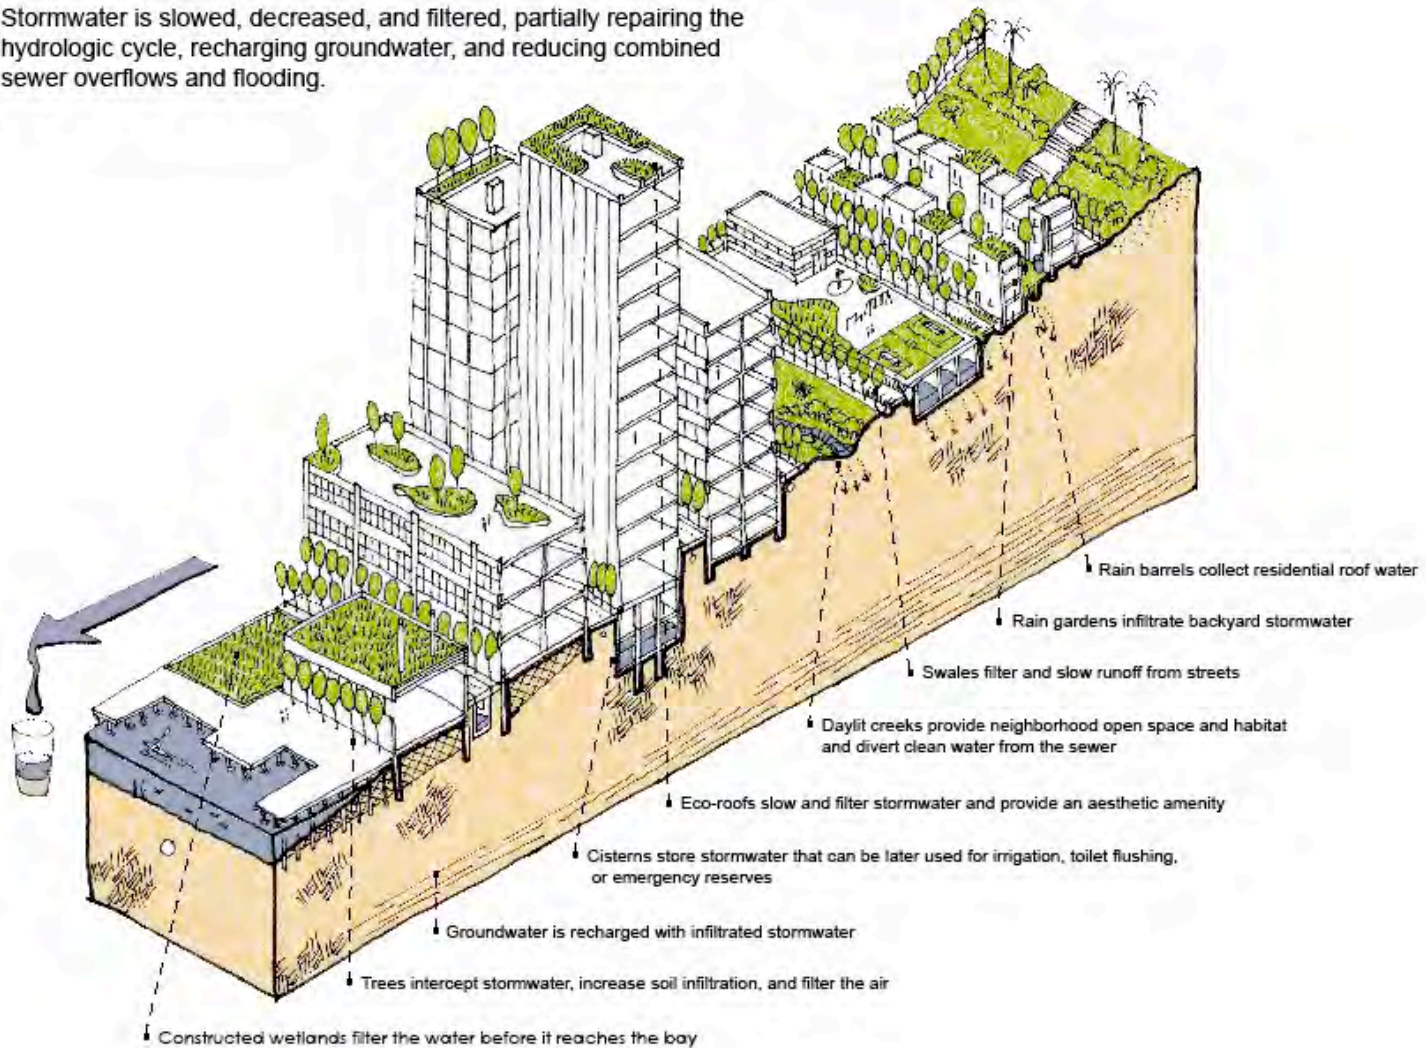 Stormwater is slowed, decreased, and filtered, partially repairing the
hydrologic cycle, recharging groundwater, and reducing combined
sewer overflows and flooding.
Rain barrels collect residential roof water
Rain gardens infiltrate backyard stormwater
Swales filter and slow runoff from streets
Daylit creeks provide neighborhood open space and habitat
and divert clean water from the sewer
Eco-roofs slow and filter stormwater and provide an aesthetic amenity
Cisterns store stormwater that can be later used for irrigation, toilet flushing,
or emergency reserves
Groundwater is recharged with infiltrated stormwater
Trees intercept stormwater, increase soil infiltration, and filter the air
Constructed wetlands filter the water before it reaches the bay